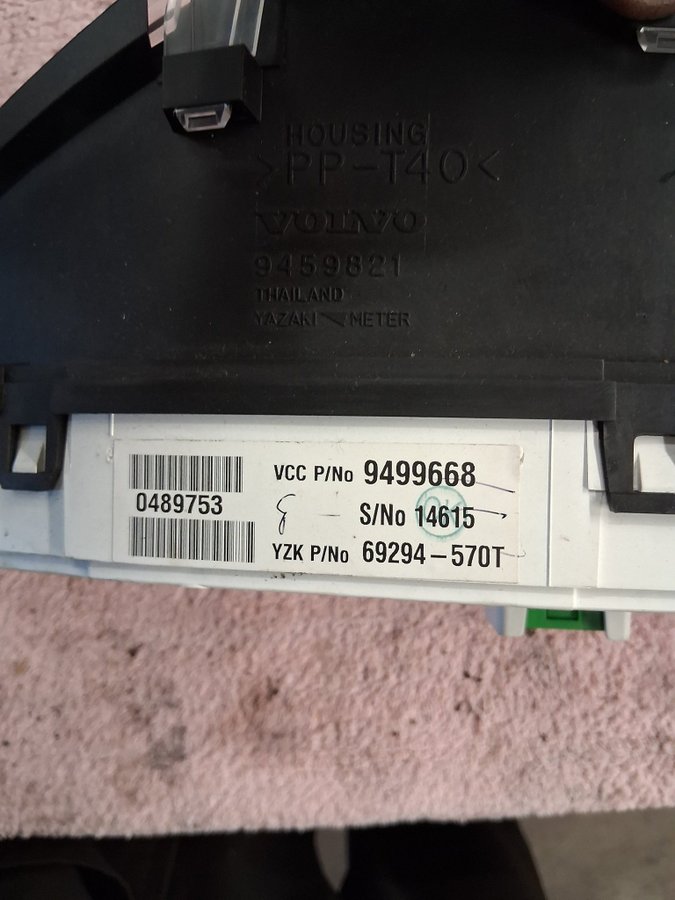 HOUSING
>PP-T40<
VOLVO
9459821
THAILAND
YAZAKI METER
VCC P/No 9499668
0489753
S/No 14615
YZK P/No 69294-570T